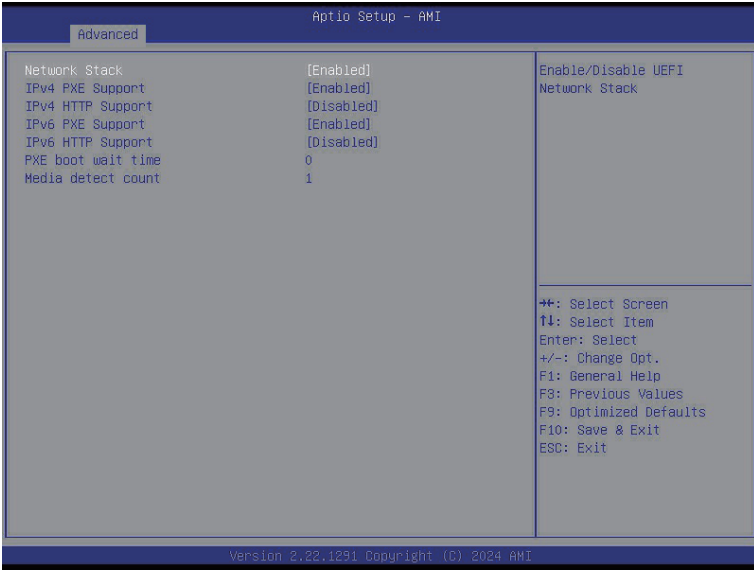 Aptio Setup – AMI
Advanced
Network Stack [Enabled]
IPv4 PXE Support [Enabled]
IPv4 HTTP Support [Disabled]
IPv6 PXE Support [Enabled]
IPv6 HTTP Support [Disabled]
PXE boot wait time 0
Media detect count 1
Enable/Disable UEFI
Network Stack
→←: Select Screen
↑↓: Select Item
Enter: Select
+/-: Change Opt.
F1: General Help
F3: Previous Values
F9: Optimized Defaults
F10: Save & Exit
ESC: Exit
Version 2.22.1291 Copyright (C) 2024 AMI